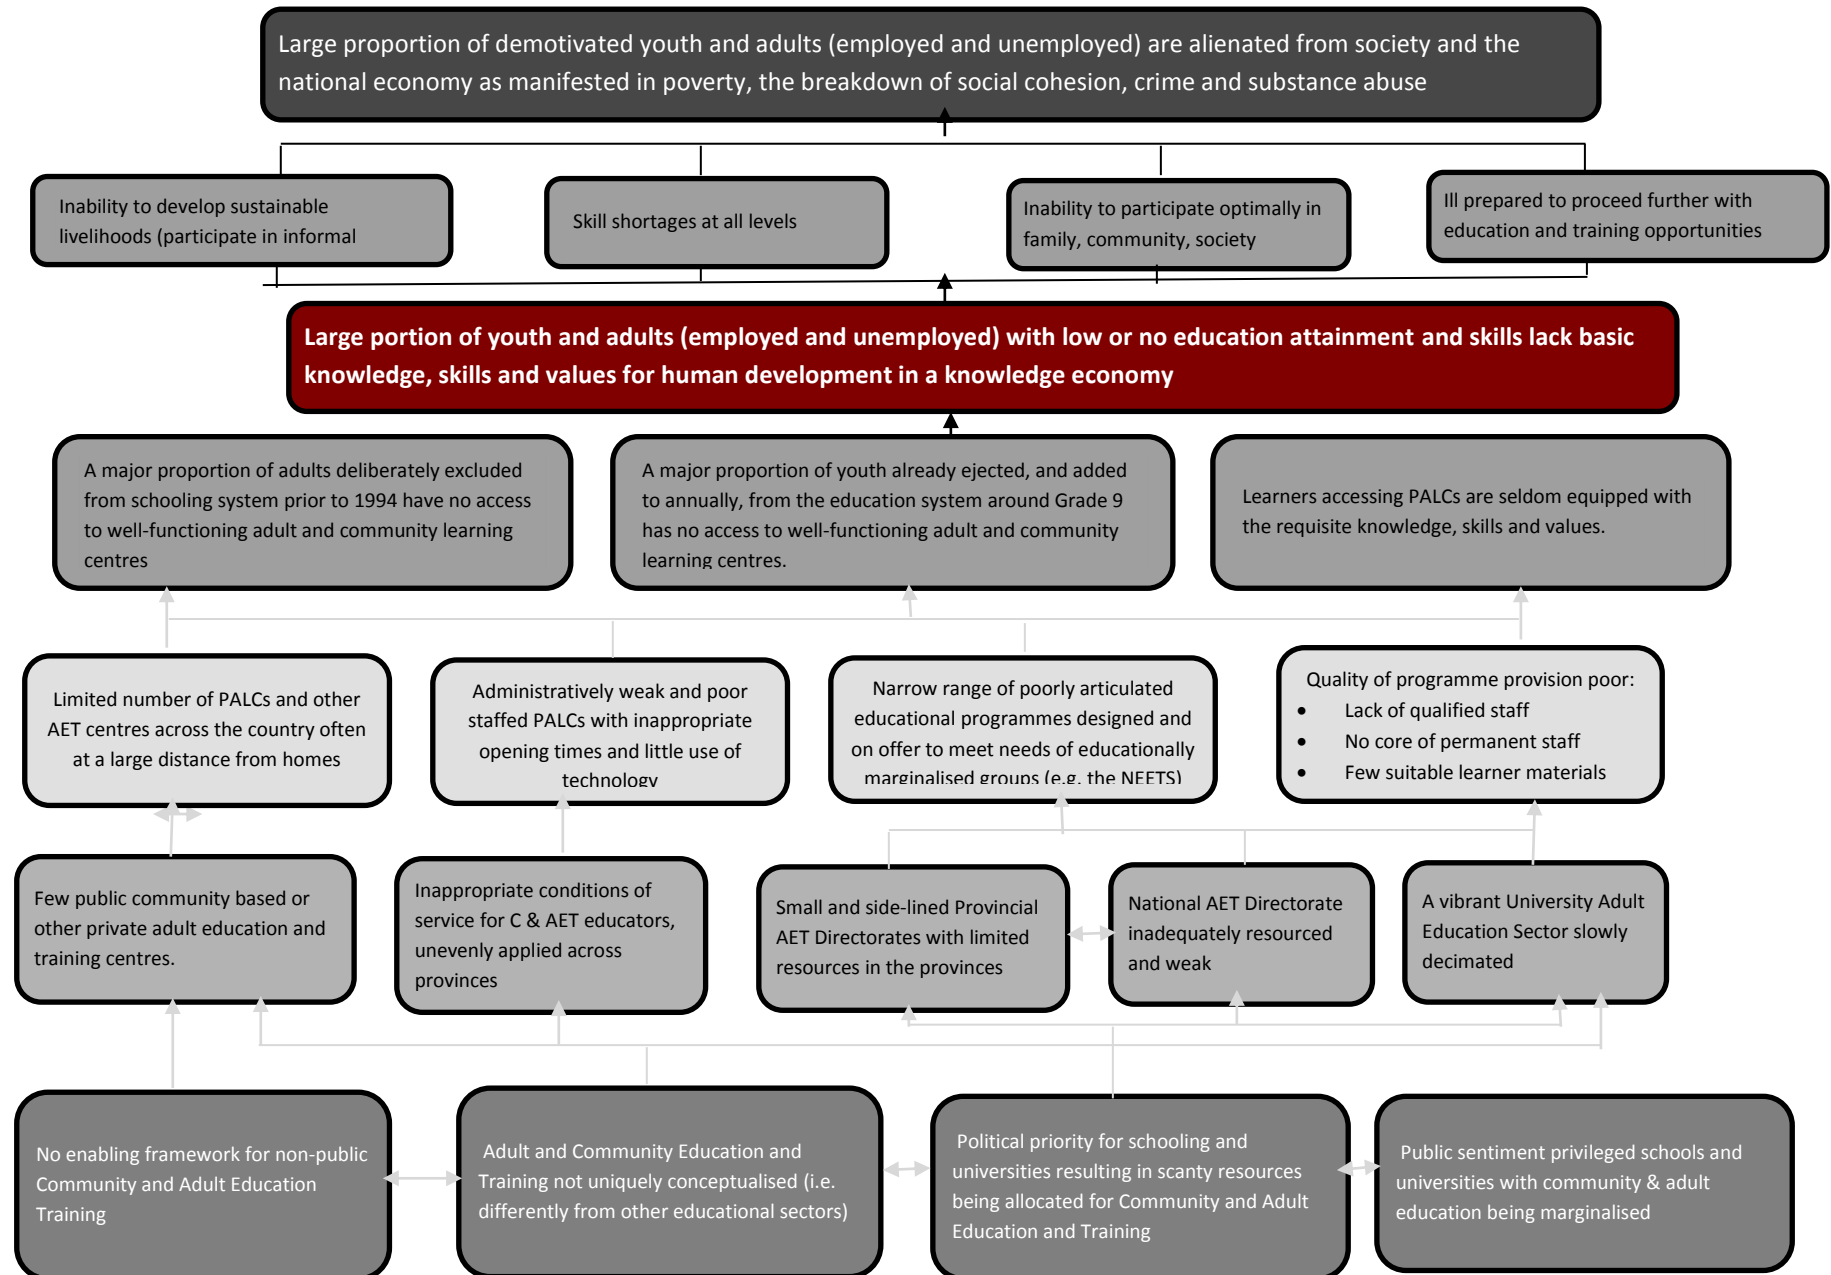 Large proportion of demotivated youth and adults (employed and unemployed) are alienated from society and the
national economy as manifested in poverty, the breakdown of social cohesion, crime and substance abuse
Inability to develop sustainable
livelihoods (participate in informal
Skill shortages at all levels
Inability to participate optimally in
family, community, society
Ill prepared to proceed further with
education and training opportunities
Large portion of youth and adults (employed and unemployed) with low or no education attainment and skills lack basic
knowledge, skills and values for human development in a knowledge economy
A major proportion of adults deliberately excluded
from schooling system prior to 1994 have no access
to well-functioning adult and community learning
centres
A major proportion of youth already ejected, and added
to annually, from the education system around Grade 9
has no access to well-functioning adult and community
learning centres.
Learners accessing PALCs are seldom equipped with
the requisite knowledge, skills and values.
Limited number of PALCs and other
AET centres across the country often
at a large distance from homes
Administratively weak and poor
staffed PALCs with inappropriate
opening times and little use of
technology
Narrow range of poorly articulated
educational programmes designed and
on offer to meet needs of educationally
marginalised groups (e.g. the NEETS)
Quality of programme provision poor:
• Lack of qualified staff
• No core of permanent staff
• Few suitable learner materials
Few public community based or
other private adult education and
training centres.
Inappropriate conditions of
service for C & AET educators,
unevenly applied across
provinces
Small and side-lined Provincial
AET Directorates with limited
resources in the provinces
National AET Directorate
inadequately resourced
and weak
A vibrant University Adult
Education Sector slowly
decimated
No enabling framework for non-public
Community and Adult Education
Training
Adult and Community Education and
Training not uniquely conceptualised (i.e.
differently from other educational sectors)
Political priority for schooling and
universities resulting in scanty resources
being allocated for Community and Adult
Education and Training
Public sentiment privileged schools and
universities with community & adult
education being marginalised